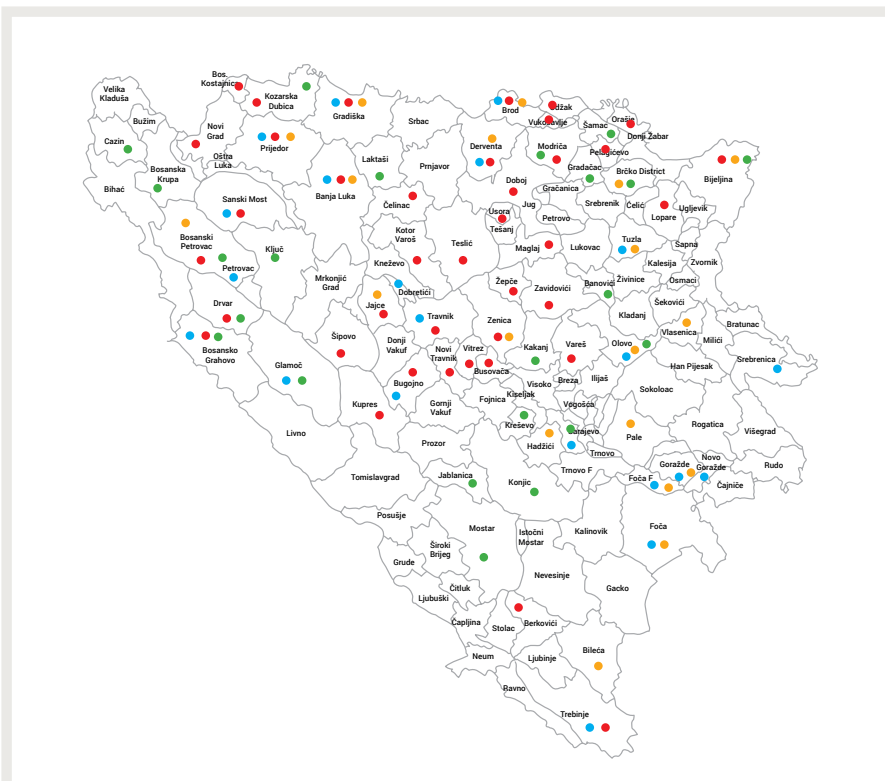 Velika
Kladuša
Bos.
Kostajnica
Kozarska
Dubica
Gradiška
Srbac
Brod
Odžak
Vukosavlje
Šamac
Orašje
Donji Žabar
Bužim
Novi
Grad
Cazin
Oštra
Luka
Prijedor
Laktaši
Prnjavor
Derventa
Modriča
Pelagićevo
Gradačac
Brčko District
Bijeljina
Bosanska
Krupa
Bihać
Sanski Most
Banja Luka
Čelinac
Doboj
Jug
Gračanica
Srebrenik
Čelić
Lopare
Ugljevik
Usora
Tešanj
Petrovo
Bosanski
Petrovac
Petrovac
Ključ
Kotor
Varoš
Kneževo
Teslić
Maglaj
Lukovac
Tuzla
Sapna
Kalesija
Zvornik
Mrkonjić
Grad
Dobretići
Jajce
Žepče
Zavidovići
Banovići
Živinice
Osmaci
Šekovići
Drvar
Bosansko
Grahovo
Šipovo
Donji
Vakuf
Travnik
Novi
Travnik
Vitrez
Busovača
Zenica
Kakanj
Vareš
Olovo
Kladanj
Vlasenica
Milići
Bratunac
Srebrenica
Glamoč
Kupres
Bugojno
Gornji
Vakuf
Fojnica
Visoko
Kiseljak
Breza
Ilijaš
Han Pijesak
Sokoloac
Vogošća
Kreševo
Sarajevo
Hadžići
Pale
Rogatica
Višegrad
Livno
Prozor
Trnovo
Trnovo F
Tomislavgrad
Jablanica
Konjic
Goražde
Novo
Goražde
Foča F
Čajniče
Rudo
Posušje
Mostar
Istočni
Mostar
Kalinovik
Foča
Široki
Brijeg
Grude
Čitluk
Ljubuški
Nevesinje
Gacko
Čapljina
Stolac
Berkovići
Neum
Ljubinje
Bileća
Ravno
Trebinje